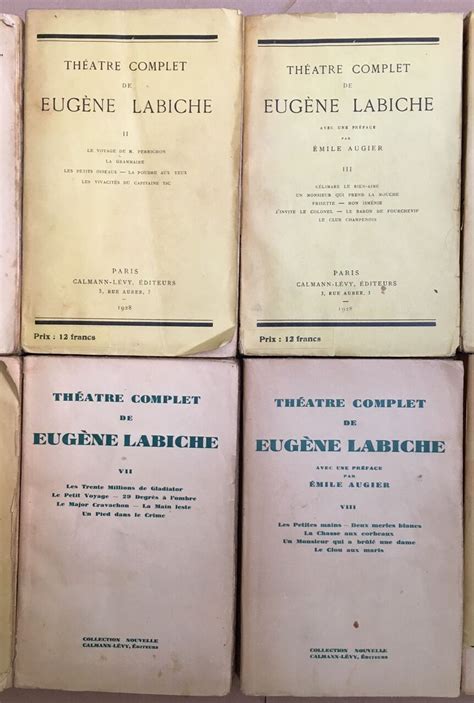 THÉATRE COMPLET
DE
EUGÈNE LABICHE
II
LE VOYAGE DE M. PERRICHON
LA GRAMMAIRE
LES PETITS OISEAUX — LA POUDRE AUX YEUX
LES VIVACITÉS DU CAPITAINE TIC
PARIS
CALMANN-LÉVY, ÉDITEURS
3, RUE AUBER, 3
1928
Prix : 12 francs
THÉATRE COMPLET
DE
EUGÈNE LABICHE
AVEC UNE PRÉFACE
PAR
ÉMILE AUGIER
III
CÉLIMARE LE BIEN-AIMÉ
UN MONSIEUR QUI PREND LA MOUCHE
FRISETTE — MON ISMÉNIE
J'INVITE LE COLONEL — LE BARON DE FOURCHEVIF
LE CLUB CHAMPENOIS
PARIS
CALMANN-LÉVY, ÉDITEURS
3, RUE AUBER, 3
1928
Prix : 12 francs
THÉATRE COMPLET
DE
EUGÈNE LABICHE
VII
Les Trente Millions de Gladiator
Le Petit Voyage — 29 Degrés à l'ombre
Le Major Cravachon — La Main leste
Un Pied dans le Crime
COLLECTION NOUVELLE
CALMANN-LÉVY, ÉDITEURS
THÉATRE COMPLET
DE
EUGÈNE LABICHE
AVEC UNE PRÉFACE
PAR
ÉMILE AUGIER
VIII
Les Petites mains — Deux merles blancs
La Chasse aux corbeaux
Un Monsieur qui a brûlé une dame
Le Clou aux maris
COLLECTION NOUVELLE
CALMANN-LÉVY, ÉDITEURS